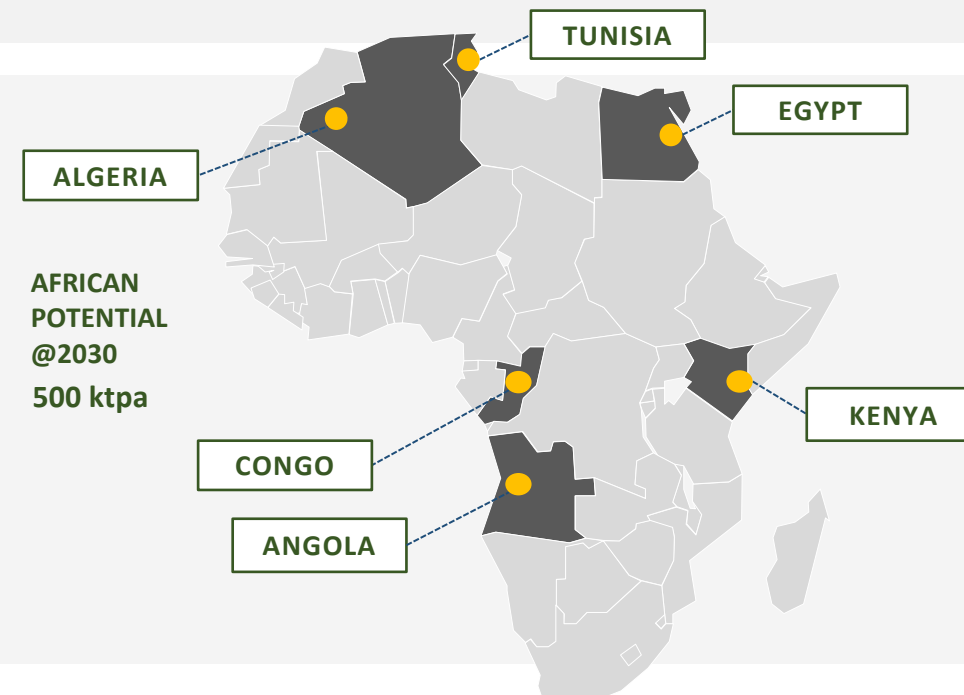 TUNISIA
EGYPT
ALGERIA
AFRICAN
POTENTIAL
@2030
500 ktpa
KENYA
CONGO
ANGOLA